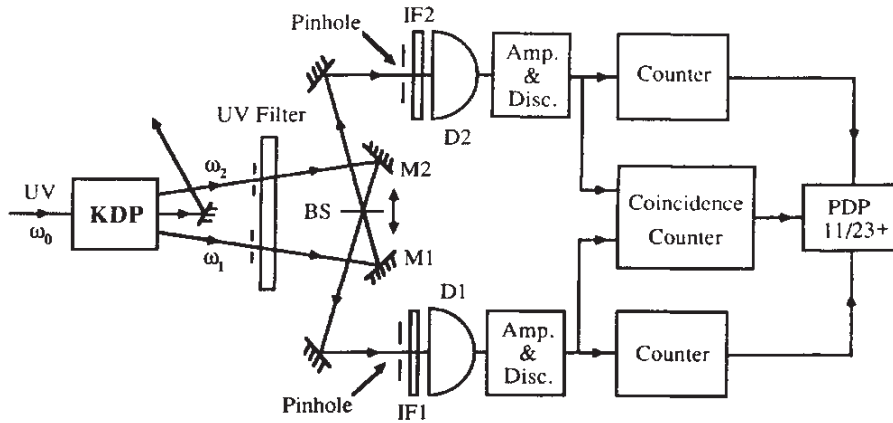 Pinhole
IF2
Amp.
&
Disc.
Counter
UV Filter
D2
ω2
M2
UV
KDP
BS
Coincidence
Counter
PDP
11/23+
ω0
ω1
M1
D1
Amp.
&
Disc.
Counter
Pinhole
IF1